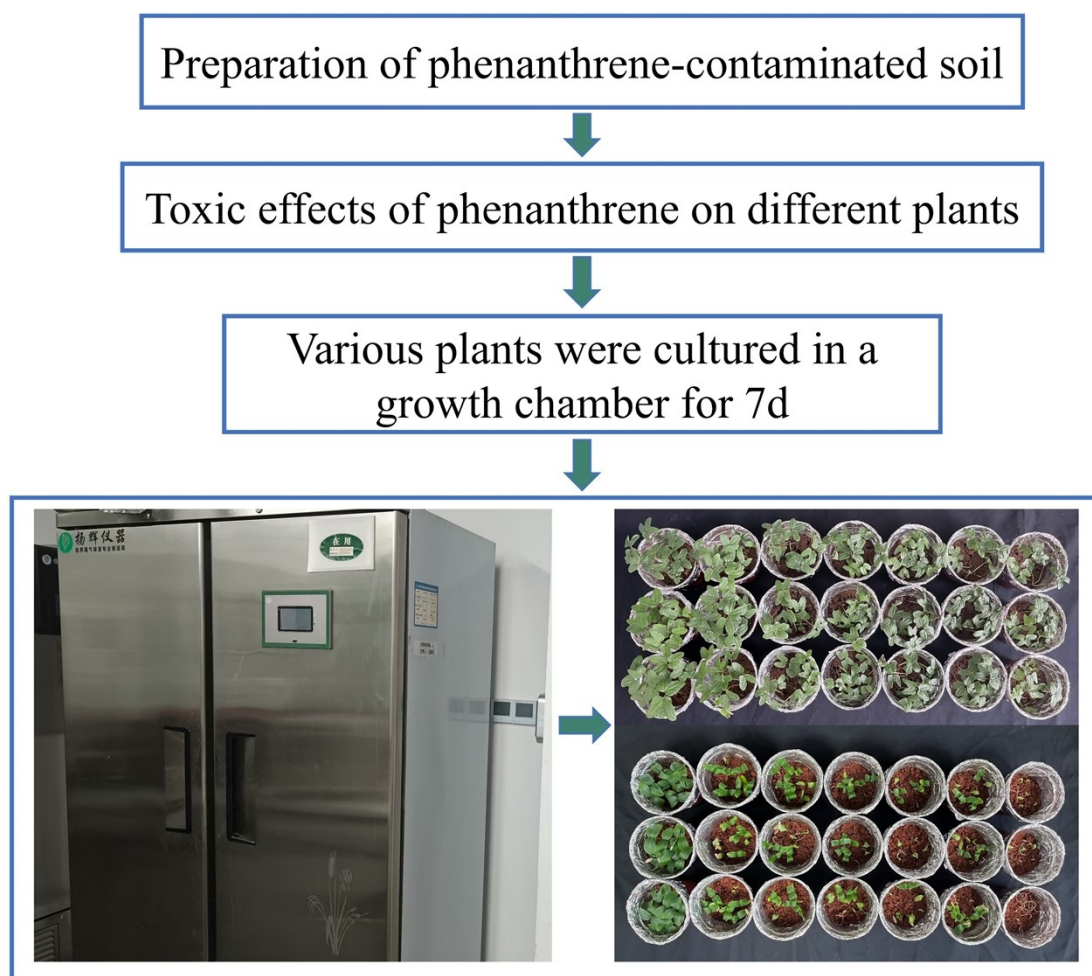 Preparation of phenanthrene-contaminated soil
Toxic effects of phenanthrene on different plants
Various plants were cultured in a
growth chamber for 7d
扬辉仪器
在用